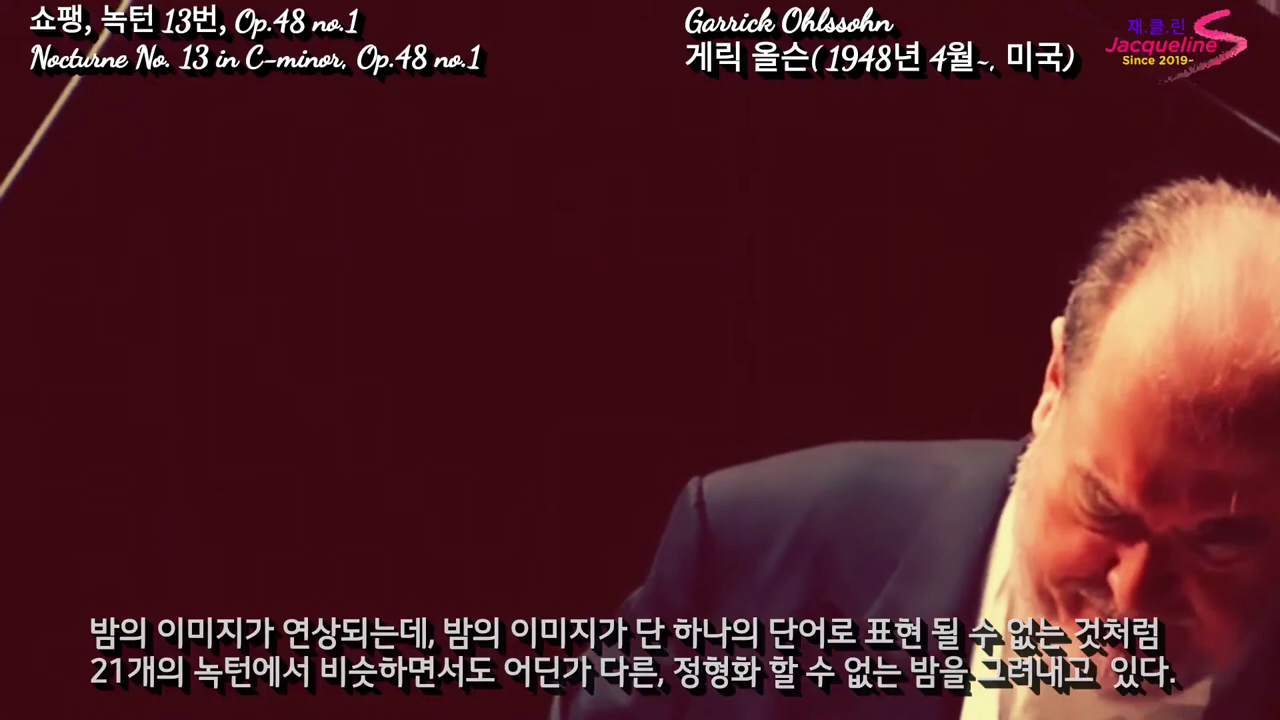 쇼팽, 녹턴 13번, Op.48 no.1
Nocturne No. 13 in C-minor, Op.48 no.1
Garrick Ohlssohn
게릭 올슨(1948년 4월~, 미국)
재.클.린
Jacqueline S
Since 2019~
밤의 이미지가 연상되는데, 밤의 이미지가 단 하나의 단어로 표현 될 수 없는 것처럼
21개의 녹턴에서 비슷하면서도 어딘가 다른, 정형화 할 수 없는 밤을 그려내고 있다.